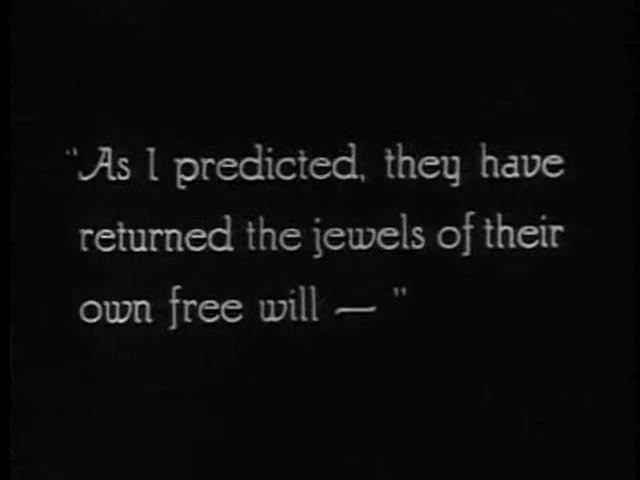 "As I predicted, they have
returned the jewels of their
own free will — "